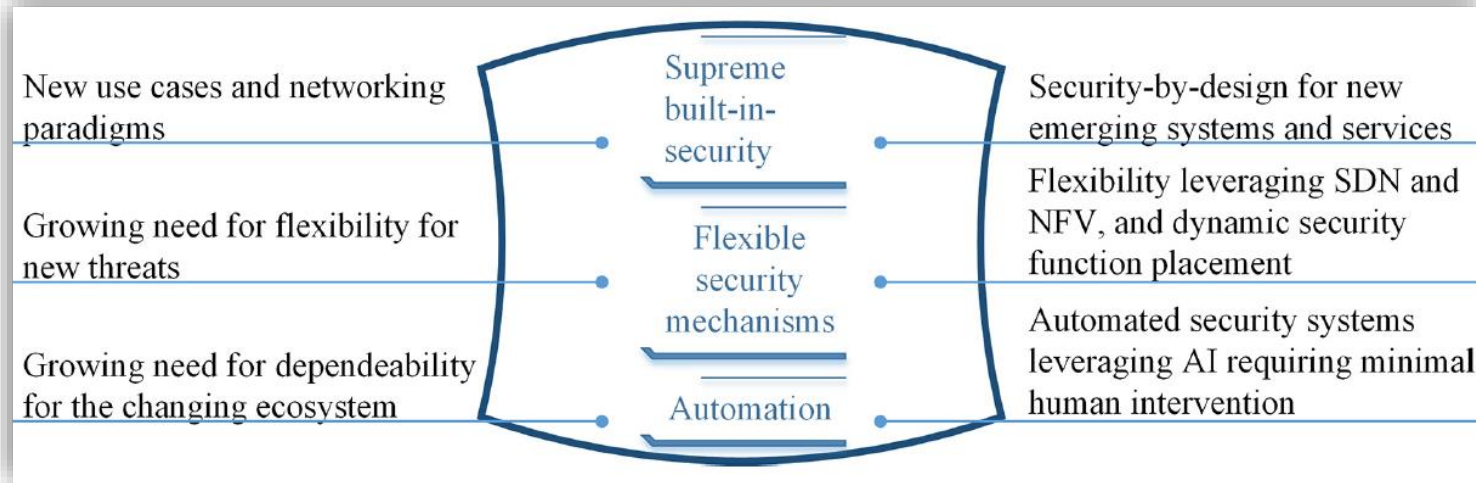 New use cases and networking
paradigms
Growing need for flexibility for
new threats
Growing need for dependeability
for the changing ecosystem
Supreme
built-in-
security
Flexible
security
mechanisms
Automation
Security-by-design for new
emerging systems and services
Flexibility leveraging SDN and
NFV, and dynamic security
function placement
Automated security systems
leveraging AI requiring minimal
human intervention